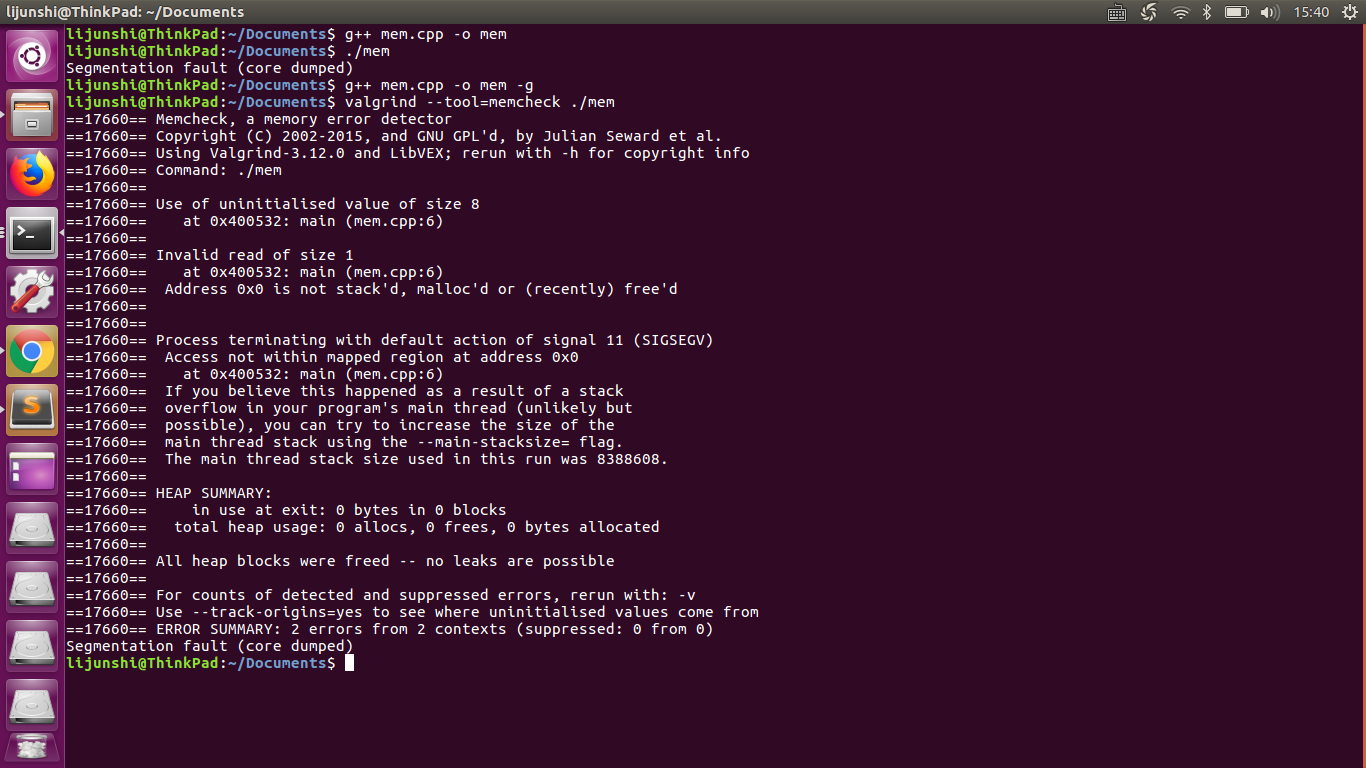 lijunshi@ThinkPad: ~/Documents
15:40
lijunshi@ThinkPad:~/Documents$ g++ mem.cpp -o mem
lijunshi@ThinkPad:~/Documents$ ./mem
Segmentation fault (core dumped)
lijunshi@ThinkPad:~/Documents$ g++ mem.cpp -o mem -g
lijunshi@ThinkPad:~/Documents$ valgrind --tool=memcheck ./mem
==17660== Memcheck, a memory error detector
==17660== Copyright (C) 2002-2015, and GNU GPL'd, by Julian Seward et al.
==17660== Using Valgrind-3.12.0 and LibVEX; rerun with -h for copyright info
==17660== Command: ./mem
==17660==
==17660== Use of uninitialised value of size 8
==17660==    at 0x400532: main (mem.cpp:6)
==17660==
==17660== Invalid read of size 1
==17660==    at 0x400532: main (mem.cpp:6)
==17660==  Address 0x0 is not stack'd, malloc'd or (recently) free'd
==17660==
==17660==
==17660== Process terminating with default action of signal 11 (SIGSEGV)
==17660==  Access not within mapped region at address 0x0
==17660==    at 0x400532: main (mem.cpp:6)
==17660==  If you believe this happened as a result of a stack
==17660==  overflow in your program's main thread (unlikely but
==17660==  possible), you can try to increase the size of the
==17660==  main thread stack using the --main-stacksize= flag.
==17660==  The main thread stack size used in this run was 8388608.
==17660==
==17660== HEAP SUMMARY:
==17660==     in use at exit: 0 bytes in 0 blocks
==17660==   total heap usage: 0 allocs, 0 frees, 0 bytes allocated
==17660==
==17660== All heap blocks were freed -- no leaks are possible
==17660==
==17660== For counts of detected and suppressed errors, rerun with: -v
==17660== Use --track-origins=yes to see where uninitialised values come from
==17660== ERROR SUMMARY: 2 errors from 2 contexts (suppressed: 0 from 0)
Segmentation fault (core dumped)
lijunshi@ThinkPad:~/Documents$